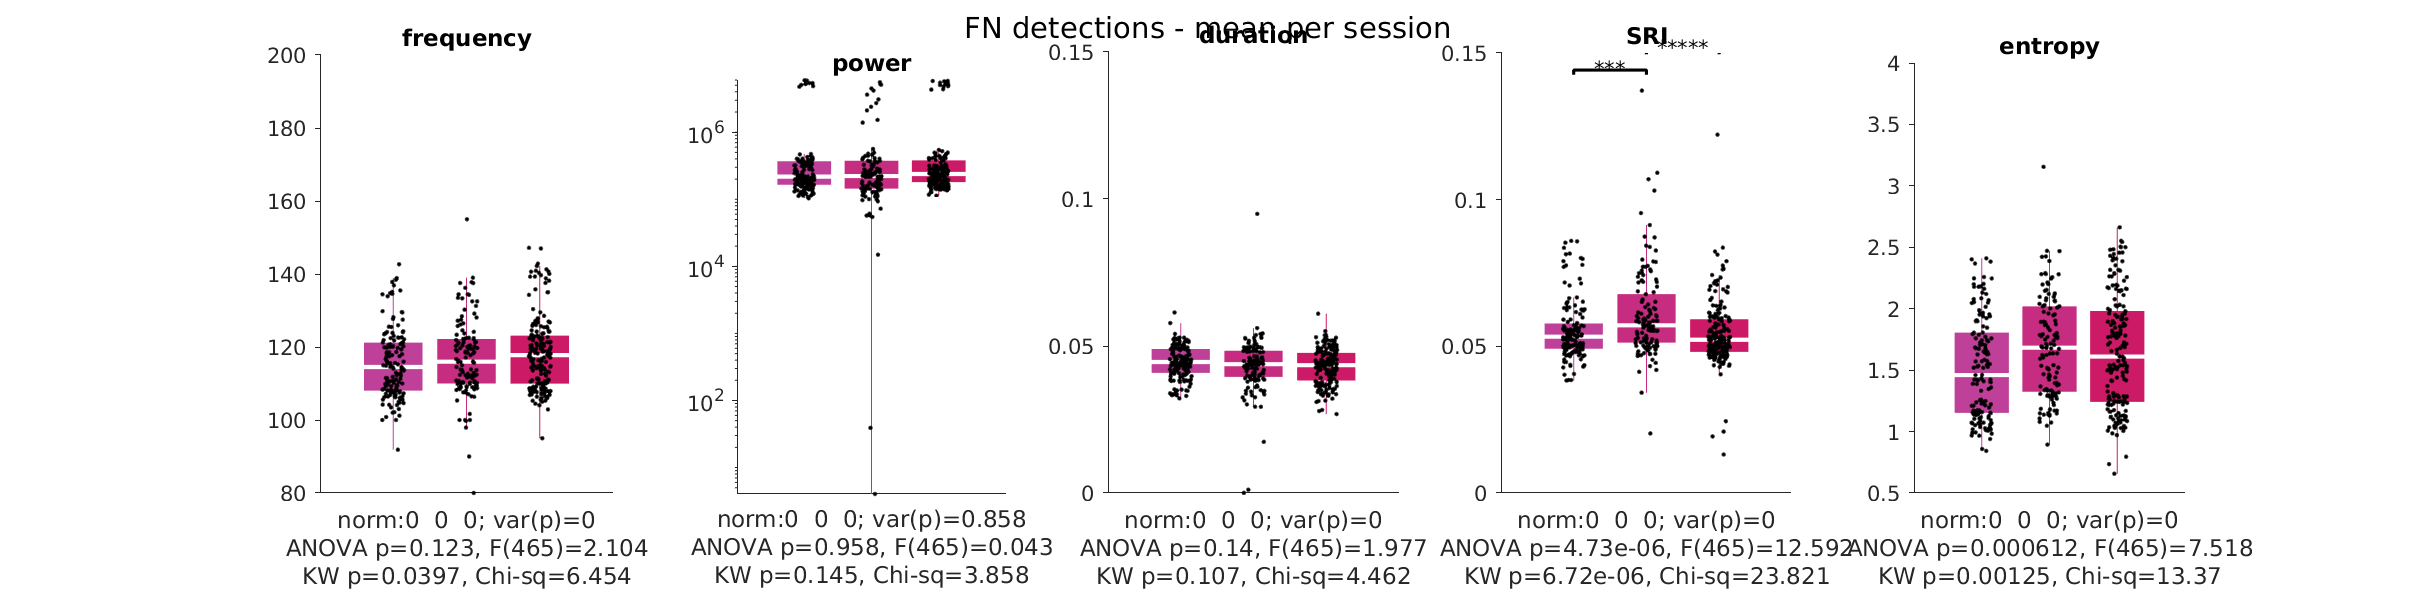 FN detections - mean per session
frequency
200
180
160
140
120
100
80
norm:0 0 0; var(p)=0
ANOVA p=0.123, F(465)=2.104
KW p=0.0397, Chi-sq=6.454
power
10^6
10^4
10^2
norm:0 0 0; var(p)=0.858
ANOVA p=0.958, F(465)=0.043
KW p=0.145, Chi-sq=3.858
duration
0.15
0.1
0.05
0
norm:0 0 0; var(p)=0
ANOVA p=0.14, F(465)=1.977
KW p=0.107, Chi-sq=4.462
SRI
*****
***
0.15
0.1
0.05
0
norm:0 0 0; var(p)=0
ANOVA p=4.73e-06, F(465)=12.592
KW p=6.72e-06, Chi-sq=23.821
entropy
4
3.5
3
2.5
2
1.5
1
0.5
norm:0 0 0; var(p)=0
ANOVA p=0.000612, F(465)=7.518
KW p=0.00125, Chi-sq=13.37